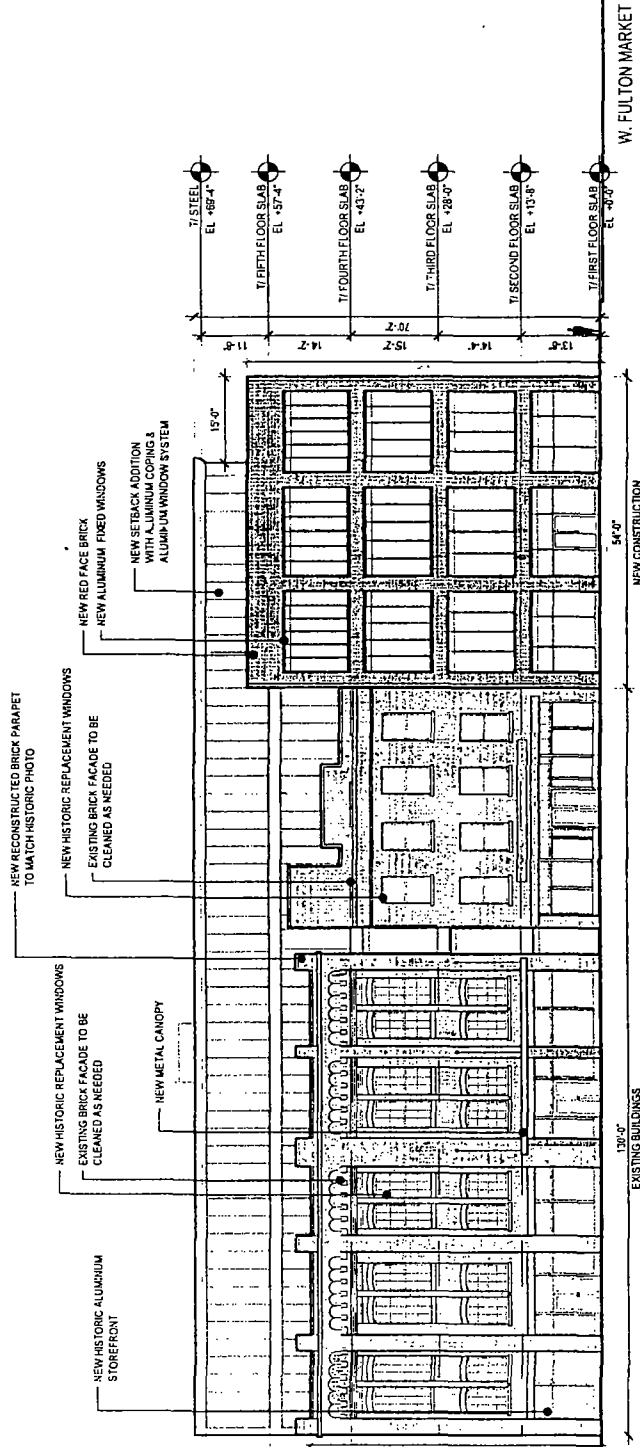 NEW RECONSTRUCTED BRICK PARAPET
TO MATCH HISTORIC PHOTO
NEW HISTORIC REPLACEMENT WINDOWS
EXISTING BRICK FACADE TO BE
CLEANED AS NEEDED
NEW HISTORIC ALUMINUM
STOREFRONT
NEW METAL CANOPY
NEW HISTORIC REPLACEMENT WINDOWS
EXISTING BRICK FACADE TO BE
CLEANED AS NEEDED
NEW RED FACE BRICK
NEW ALUMINUM FIXED WINDOWS
NEW SETBACK ADDITION
WITH ALUMINUM COPING &
ALUMINUM WINDOW SYSTEM
15'-0"
T/ STEEL
EL +69'-4"
T/ FIFTH FLOOR SLAB
EL +57'-4"
T/ FOURTH FLOOR SLAB
EL +43'-2"
T/ THIRD FLOOR SLAB
EL +28'-0"
T/ SECOND FLOOR SLAB
EL +13'-8"
T/ FIRST FLOOR SLAB
EL +0'-0"
11'-8"
14'-2"
15'-2"
14'-4"
13'-8"
70'-2"
130'-0"
EXISTING BUILDINGS
54'-0"
NEW CONSTRUCTION
W. FULTON MARKET